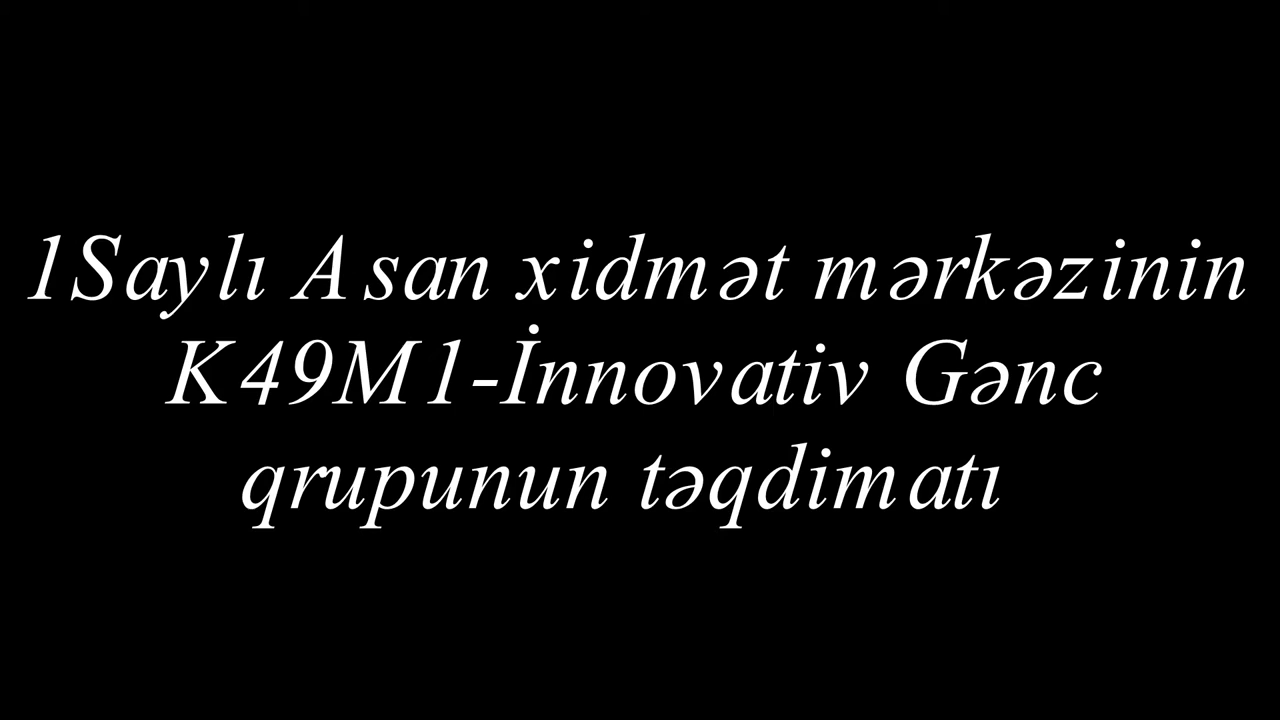 1Saylı Asan xidmət mərkəzinin
K49M1-İnnovativ Gənc
qrupunun təqdimatı